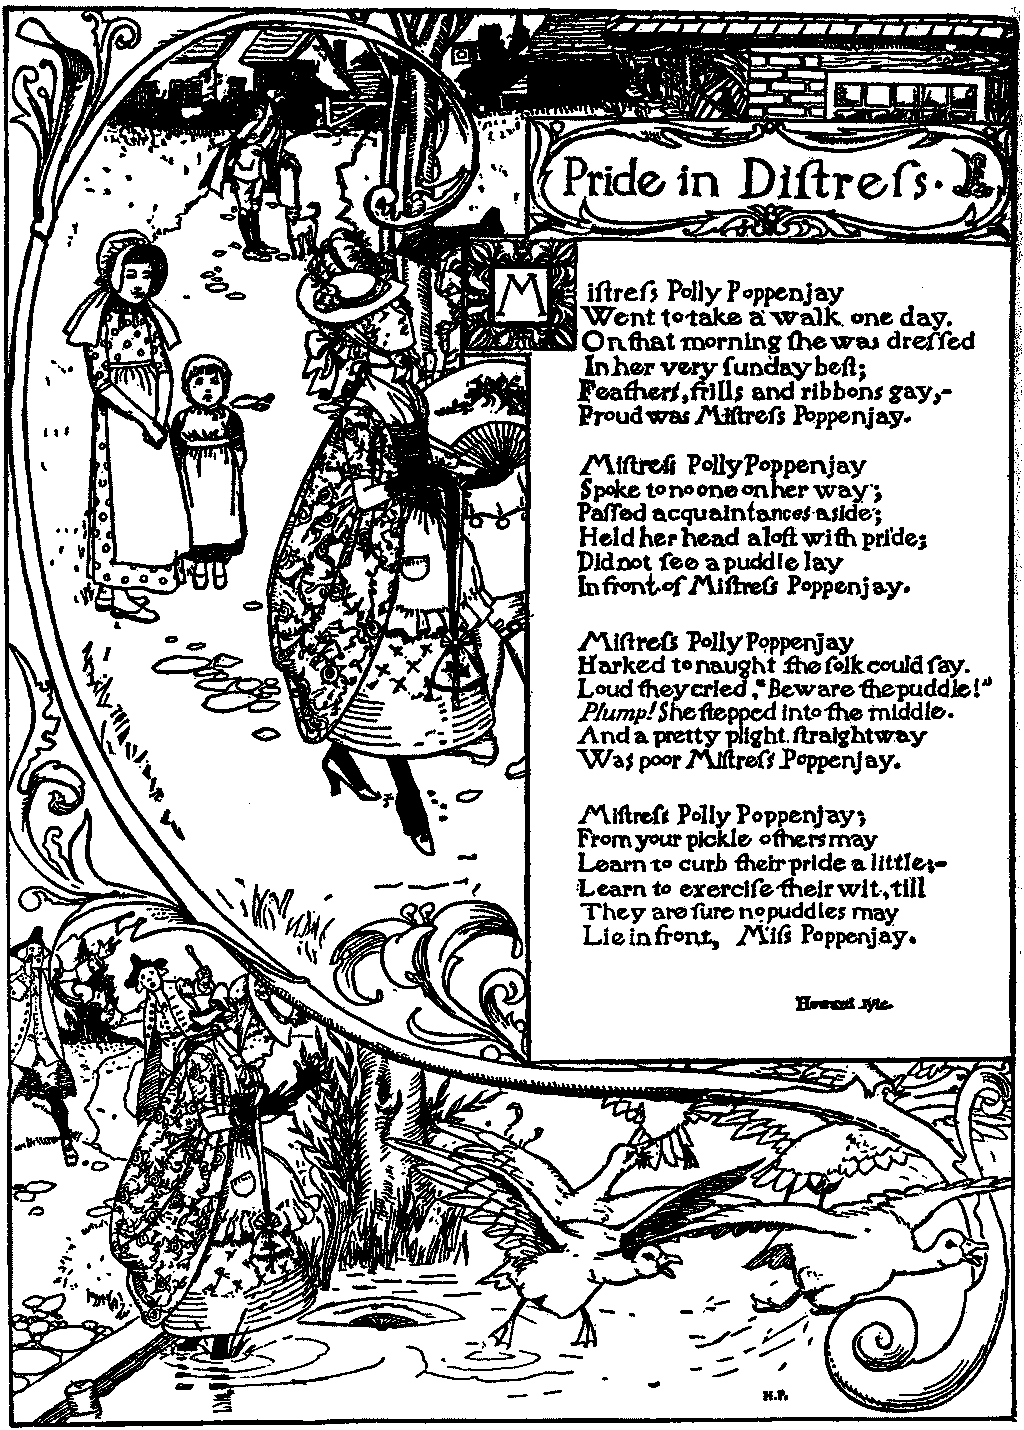 Pride in Diſtreſs.
Miſtreſs Polly Poppenjay
Went to take a walk one day.
On that morning ſhe was dreſſed
In her very ſunday beſt;
Feathers, frills and ribbons gay,-
Proud was Miſtreſs Poppenjay.
Miſtreſs Polly Poppenjay
Spoke to no one on her way;
Paſſed acquaintances aside;
Held her head aloft with pride;
Did not ſee a puddle lay
In front of Miſtreſs Poppenjay.
Miſtreſs Polly Poppenjay
Harked to naught the folk could ſay.
Loud they cried, "Beware the puddle!"
Plump! She ſtepped into the middle.
And a pretty plight ſtraightway
Was poor Miſtreſs Poppenjay.
Miſtreſs Polly Poppenjay;
From your pickle others may
Learn to curb their pride a little;-
Learn to exerciſe their wit, till
They are ſure no puddles may
Lie in front, Miſs Poppenjay.
Howard Pyle.
H.P.